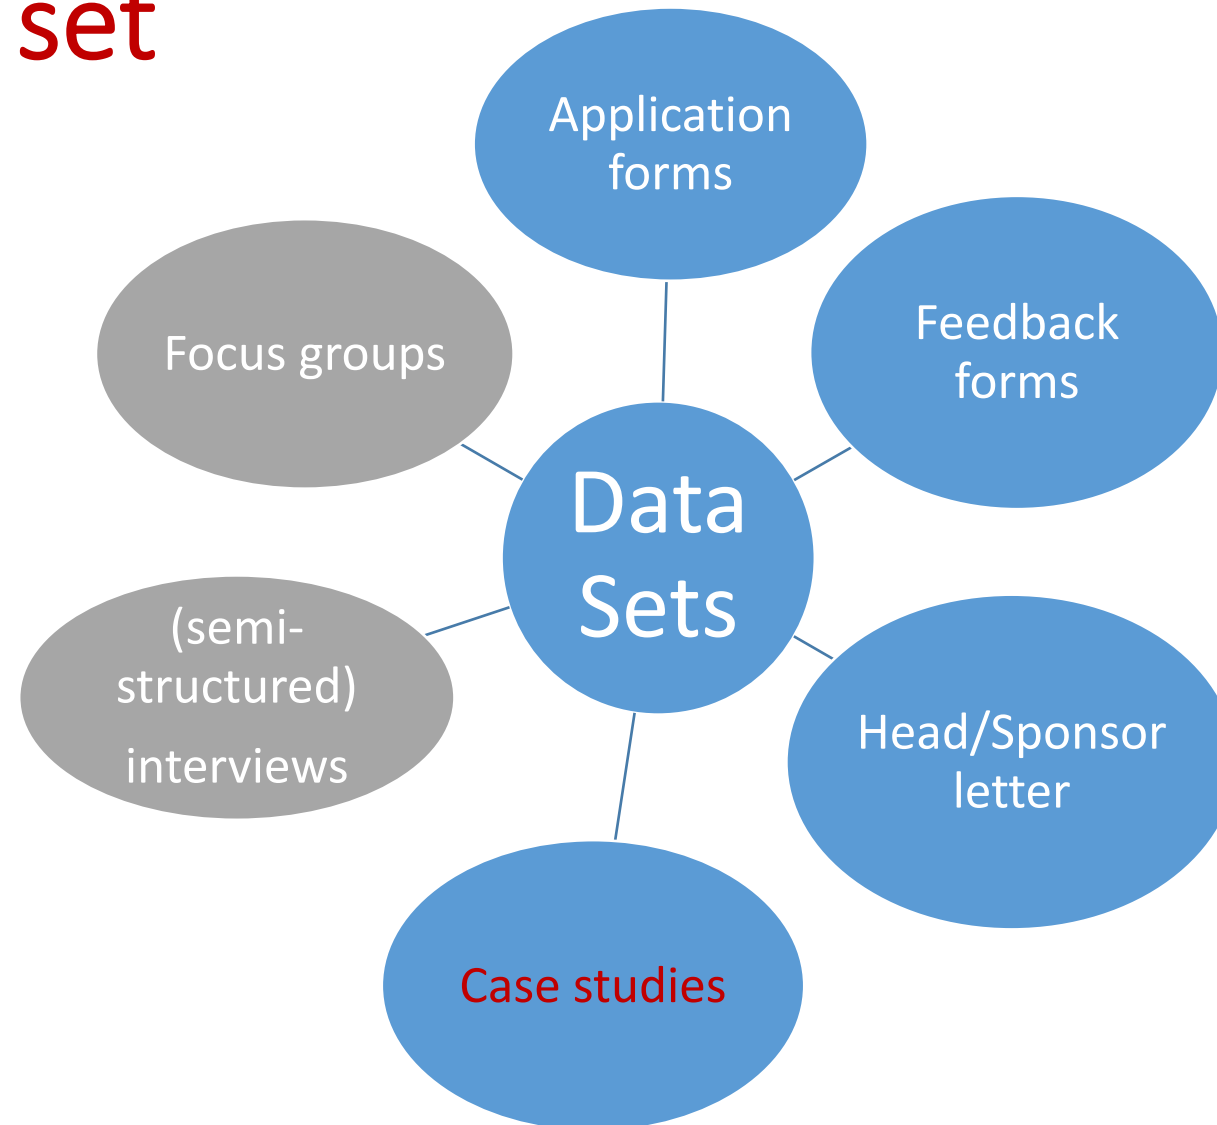 set
Application
forms
Feedback
forms
Focus groups
Data
Sets
(semi-
structured)
interviews
Head/Sponsor
letter
Case studies